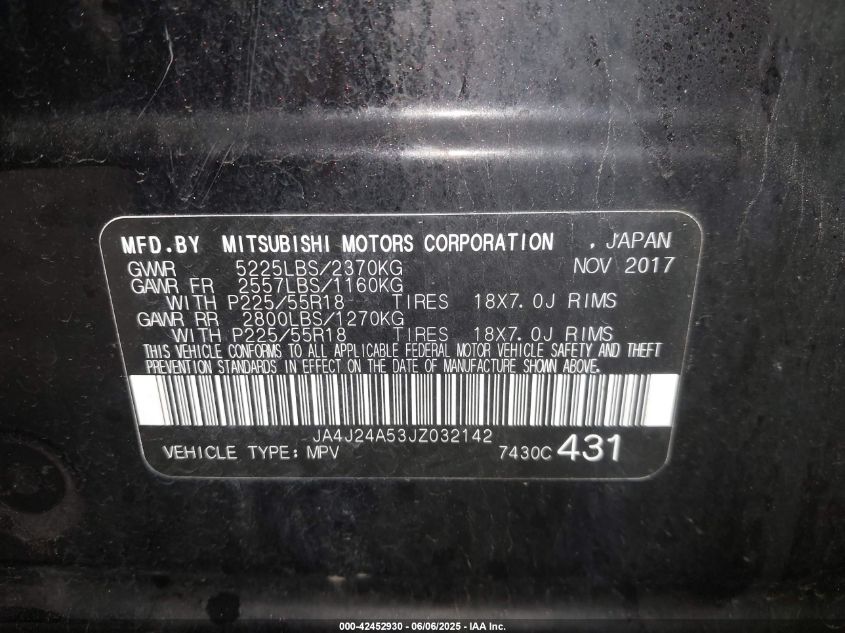 MFD.BY MITSUBISHI MOTORS CORPORATION , JAPAN
GWWR 5225LBS/2370KG NOV 2017
GAWR FR 2557LBS/1160KG
WITH P225/55R18 TIRES 18X7.0J RIMS
GAWR RR 2800LBS/1270KG
WITH P225/55R18 TIRES 18X7.0J RIMS
THIS VEHICLE CONFORMS TO ALL APPLICABLE FEDERAL MOTOR VEHICLE SAFETY AND THEFT
PREVENTION STANDARDS IN EFFECT ON THE DATE OF MANUFACTURE SHOWN ABOVE.
JA4J24A53JZ032142
VEHICLE TYPE: MPV 7430C 431
000-42452930 - 06/06/2025 - IAA Inc.